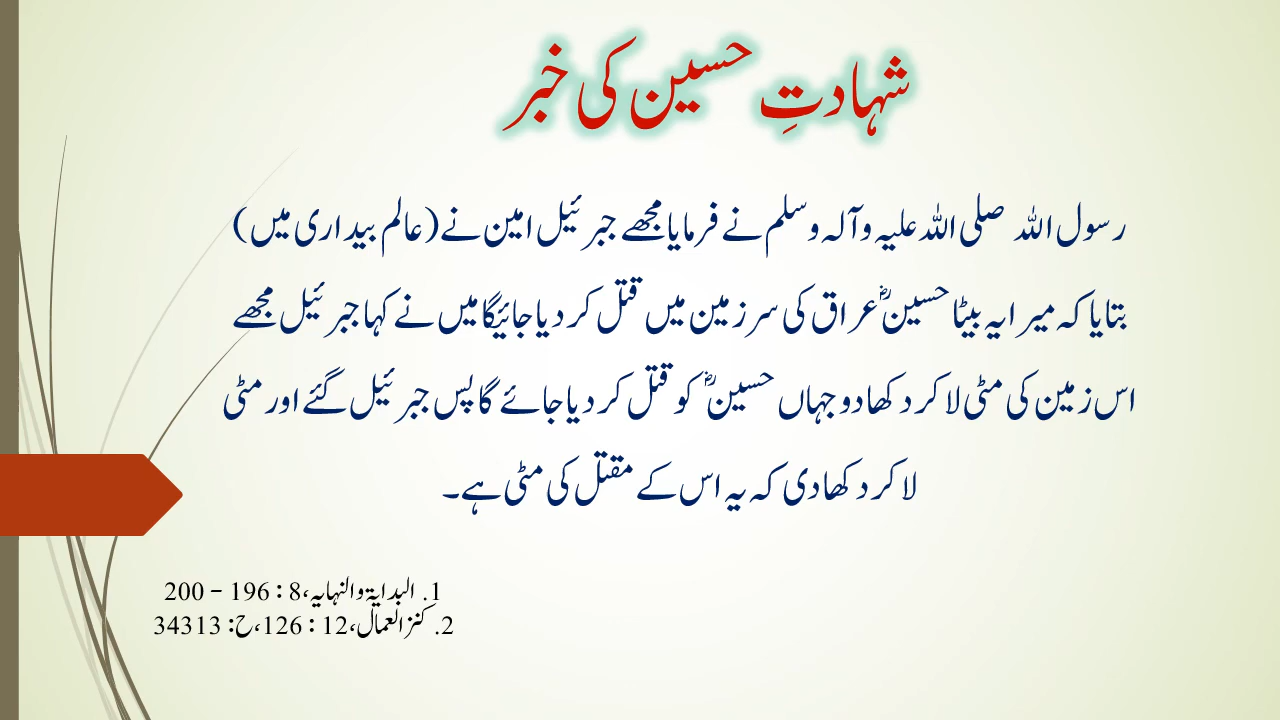 شہادتِ حسین کی خبر
رسول اللہ صلی اللہ علیہ وآلہ وسلم نے فرمایا مجھے جبرئیل امین نے (عالم بیداری میں)
بتایا کہ میرا یہ بیٹا حسینؓ عراق کی سرزمین میں قتل کر دیا جائیگا میں نے کہا جبرئیل مجھے
اس زمین کی مٹی لا کر دکھا دو جہاں حسینؓ کو قتل کر دیا جائے گا پس جبرئیل گئے اور مٹی
لا کر دکھا دی کہ یہ اس کے مقتل کی مٹی ہے۔
1. البدایۃ والنہایہ، 8 : 196 – 200
2. کنزالعمال، 12 : 126، ح: 34313